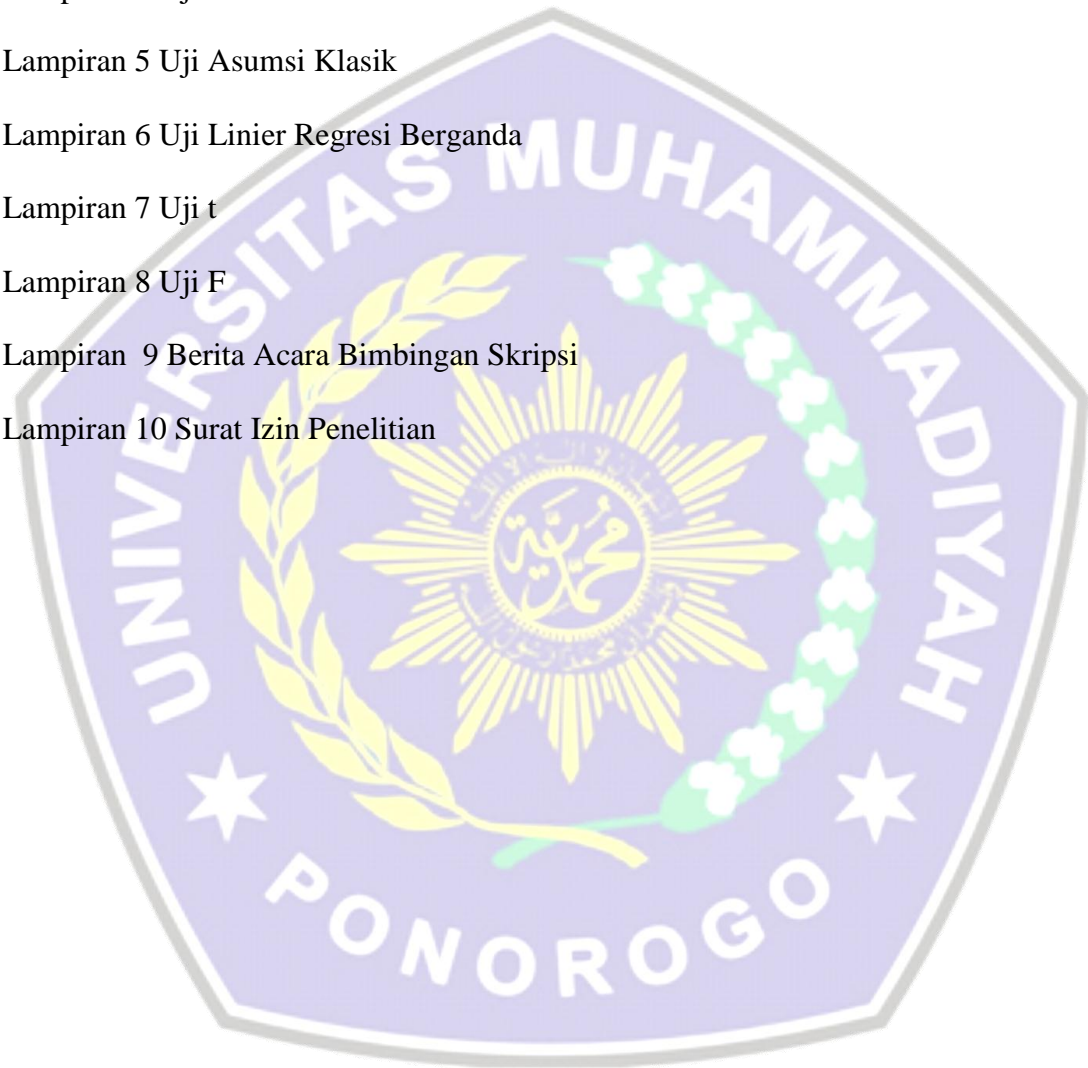 Lampiran 5 Uji Asumsi Klasik
Lampiran 6 Uji Linier Regresi Berganda
Lampiran 7 Uji t
Lampiran 8 Uji F
Lampiran  9 Berita Acara Bimbingan Skripsi
Lampiran 10 Surat Izin Penelitian
UNIVERSITAS MUHAMMADIYAH
PONOROGO